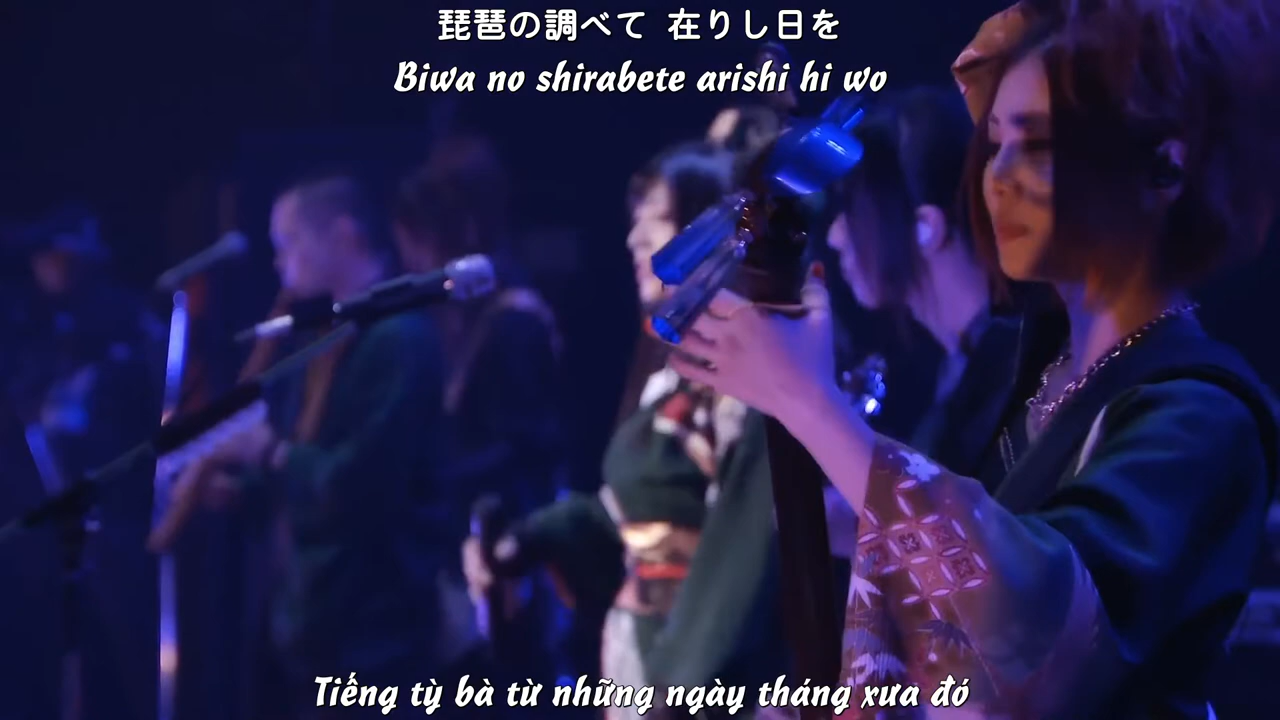 琵琶の調べて 在りし日を
Biwa no shirabete arishi hi wo
Tiếng tỳ bà từ những ngày tháng xưa đó